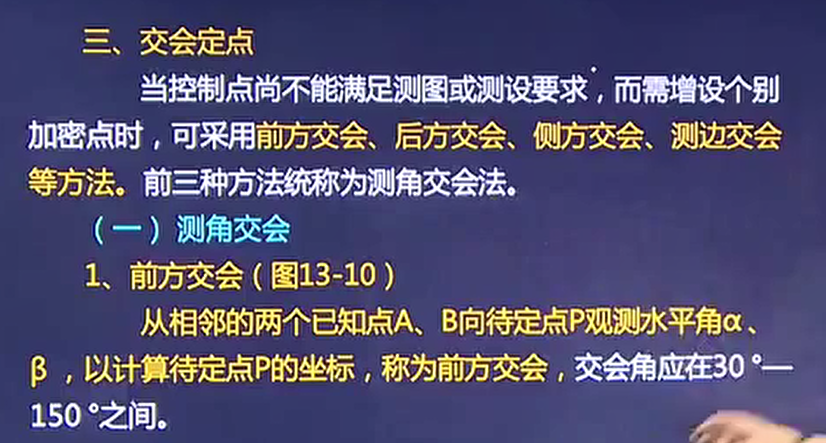 三、交会定点
当控制点尚不能满足测图或测设要求，而需增设个别
加密点时，可采用前方交会、后方交会、侧方交会、测边交会
等方法。前三种方法统称为测角交会法。
（一）测角交会
1、前方交会（图13-10）
从相邻的两个已知点A、B向待定点P观测水平角α、
β，以计算待定点P的坐标，称为前方交会，交会角应在30 °—
150 °之间。